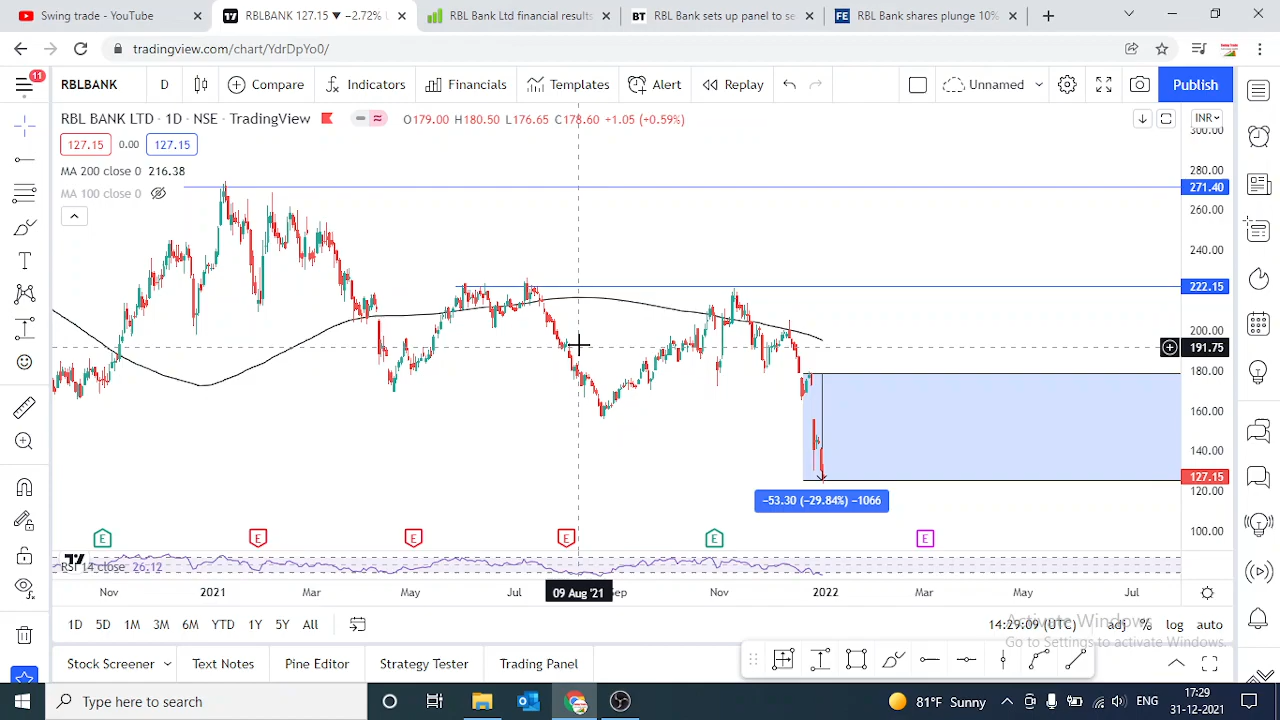 Swing trade - YouTube
RBLBANK 127.15 ▼ −2.72% U
RBL Bank Ltd financial results
BT
RBL Bank sets up panel to se
FE
RBL Bank shares plunge 10%
tradingview.com/chart/YdrDpYo0/
11
RBLBANK
D
Compare
Indicators
Financials
Templates
Alert
Replay
Unnamed
Publish
RBL BANK LTD · 1D · NSE · TradingView
O179.00 H180.50 L176.65 C178.60 +1.05 (+0.59%)
INR
127.15
0.00
127.15
MA 200 close 0 216.38
MA 100 close 0
300.00
280.00
271.40
260.00
240.00
222.15
200.00
191.75
180.00
160.00
140.00
127.15
120.00
100.00
−53.30 (−29.84%) −1066
E
E
E
E
E
E
RSI 14 close 26.12
Nov
2021
Mar
May
Jul
09 Aug '21
Sep
Nov
2022
Mar
May
Jul
1D
5D
1M
3M
6M
YTD
1Y
5Y
All
14:29:09 (UTC)
adj
%
log
auto
Activate Windows
Go to Settings to activate Windows.
Stock Screener
Text Notes
Pine Editor
Strategy Tester
Trading Panel
Type here to search
81°F Sunny
ENG
17:29
31-12-2021